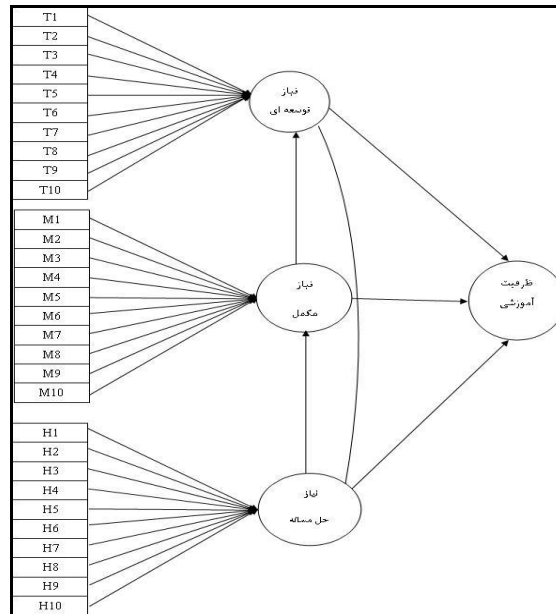 T1
T2
T3
T4
T5
T6
T7
T8
T9
T10
نیاز
توسعه ای
M1
M2
M3
M4
M5
M6
M7
M8
M9
M10
نیاز
مکمل
ظرفیت
آموزشی
H1
H2
H3
H4
H5
H6
H7
H8
H9
H10
نیاز
حل مساله